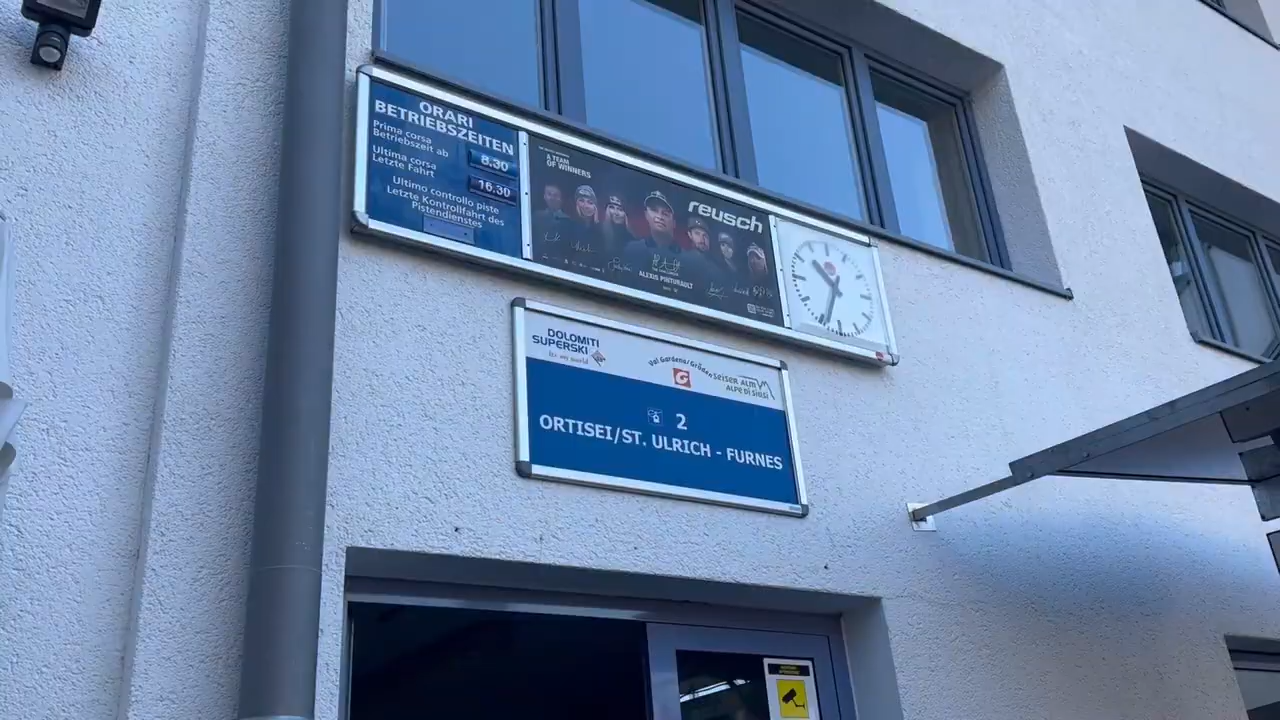 ORARI
BETRIEBSZEITEN
Prima corsa
Betriebszeit ab
8.30
Ultima corsa
Letzte Fahrt
16.30
Ultimo controllo piste
Letzte Kontrollfahrt des
Pistendienstes
A TEAM
OF WINNERS
reusch
ALEXIS PINTURAULT
DOLOMITI
SUPERSKI
Val Gardena/Gröden
G
SEISER ALM
ALPE DI SIUSI
2
ORTISEI/ST. ULRICH - FURNES